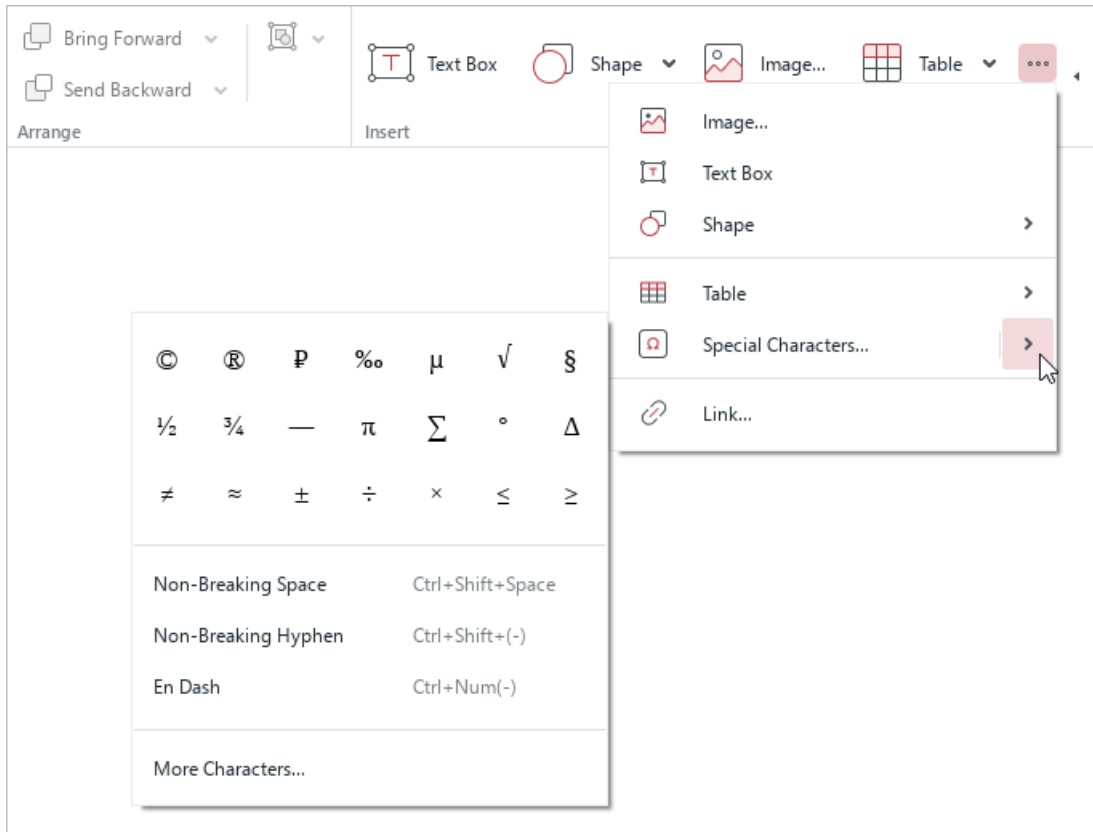 Bring Forward
Text Box Shape Image... Table
Send Backward
Arrange Insert
Image...
Text Box
Shape
Table
Special Characters...
Link...
© ® ₽ ‰ µ √ §
½ ¾ — π ∑ ° Δ
≠ ≈ ± ÷ × ≤ ≥
Non-Breaking Space Ctrl+Shift+Space
Non-Breaking Hyphen Ctrl+Shift+(-)
En Dash Ctrl+Num(-)
More Characters...